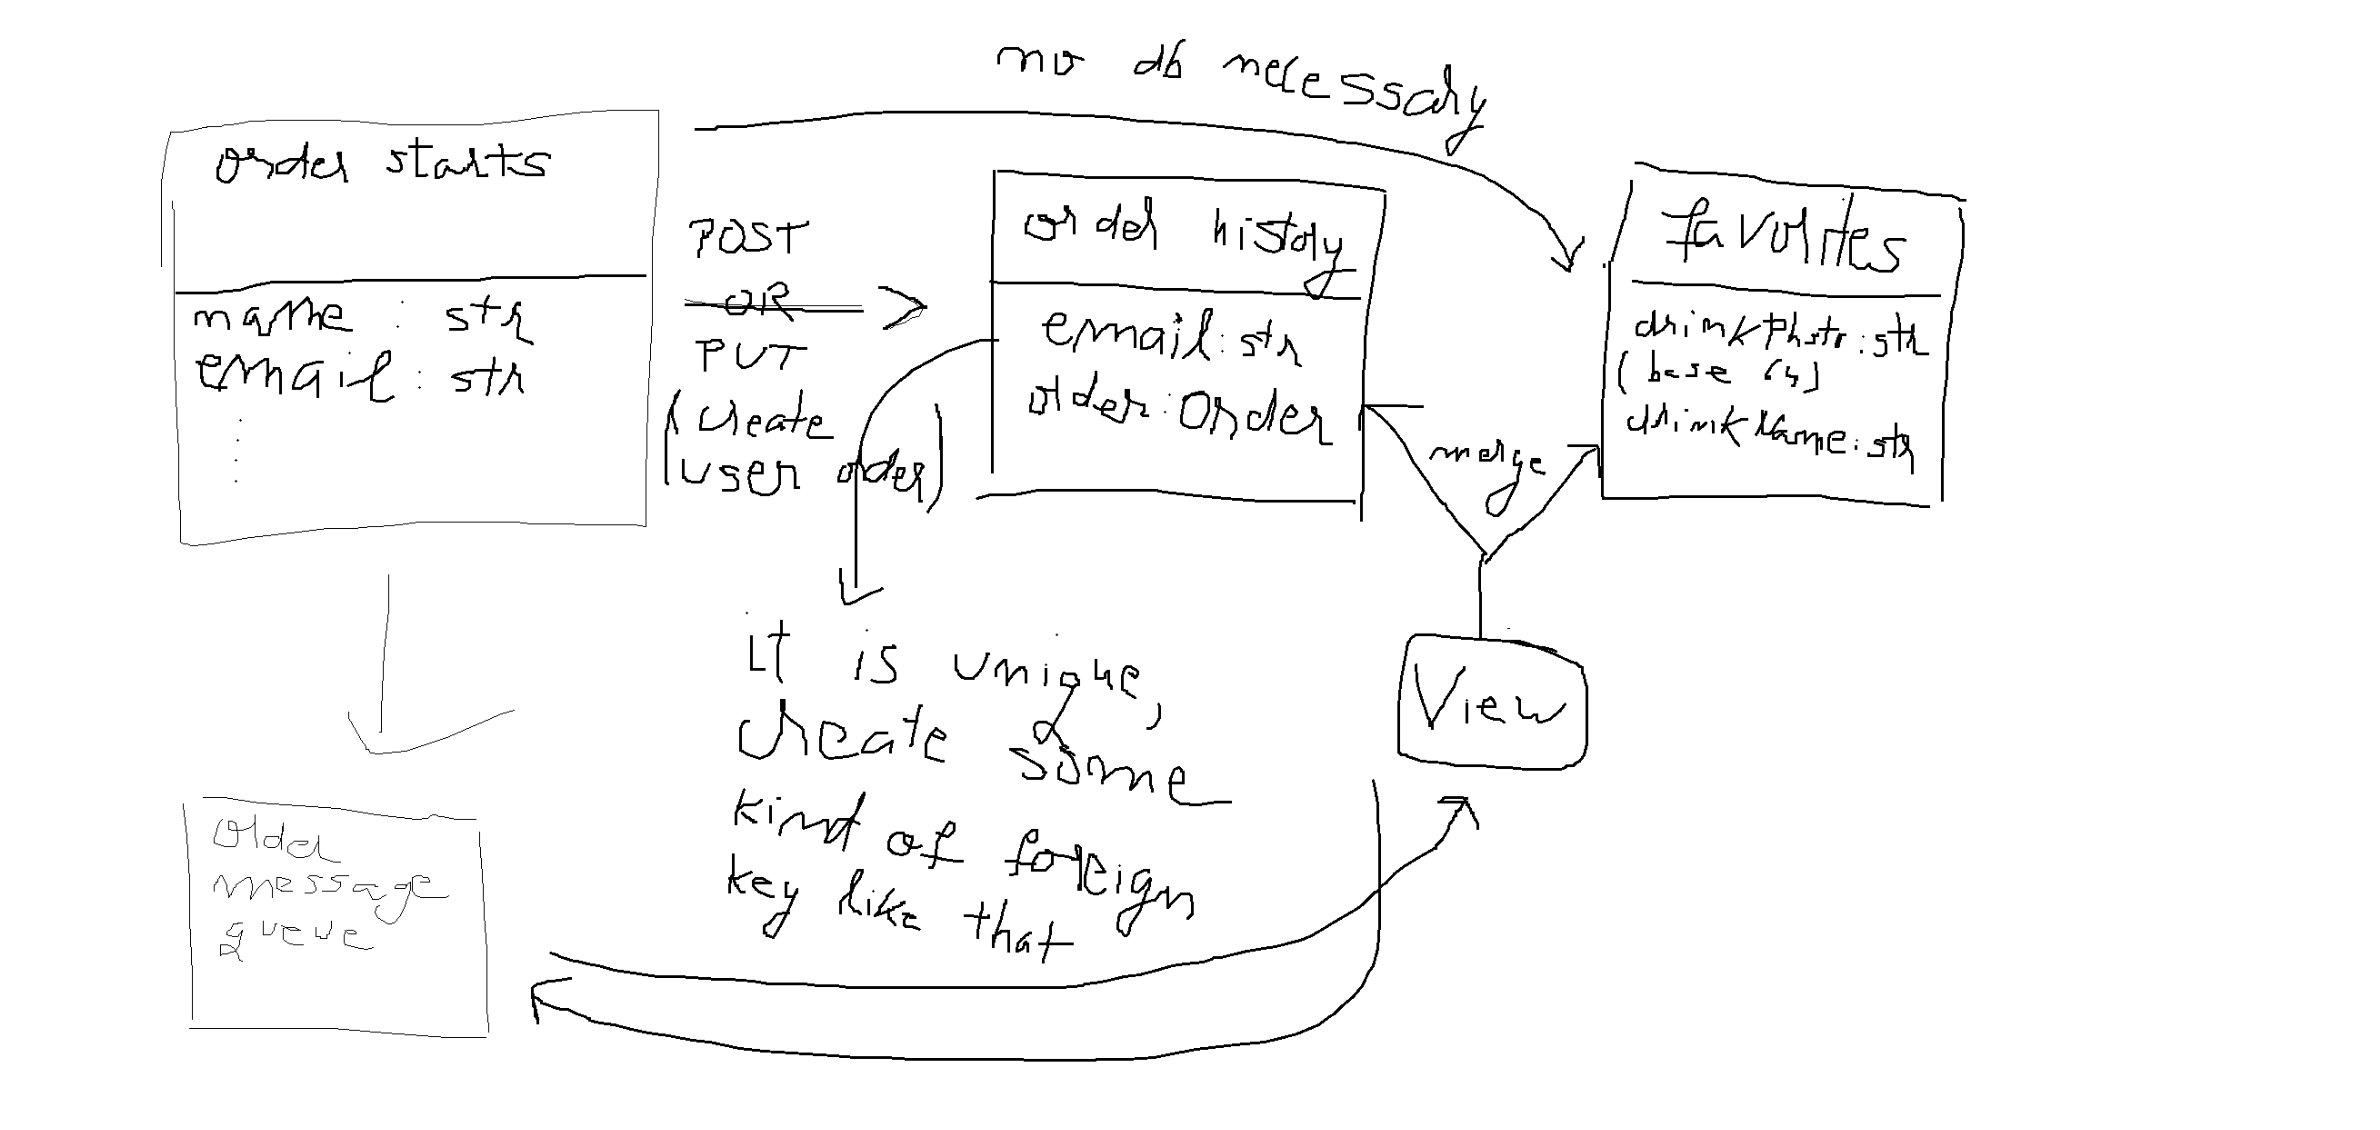 no db necessary
order starts
name : str
email : str
POST
OR
PUT
(create
user order)
order history
email : str
order : Order
favorites
drinkPhoto : str
(base 64)
drinkName : str
merge
View
it is unique,
create some
kind of foreign
key like that
order
message
queue